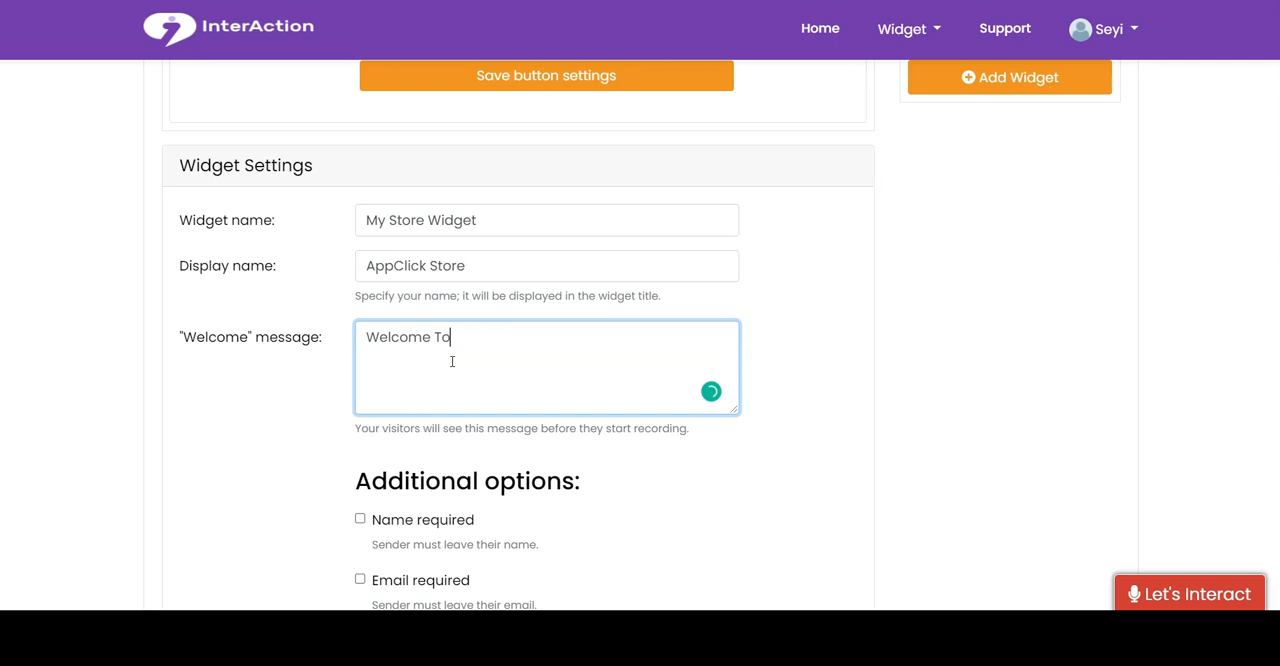 InterAction
Home
Widget
Support
Seyi
Save button settings
Add Widget
Widget Settings
Widget name:
My Store Widget
Display name:
AppClick Store
Specify your name; it will be displayed in the widget title.
"Welcome" message:
Welcome To
Your visitors will see this message before they start recording.
Additional options:
Name required
Sender must leave their name.
Email required
Sender must leave their email.
Let's Interact